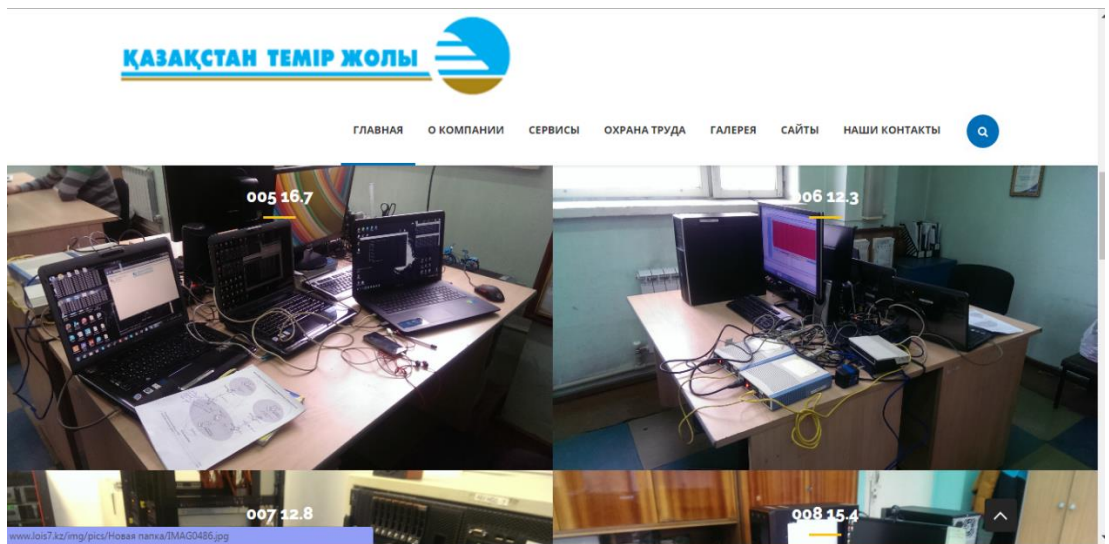 ҚАЗАҚСТАН ТЕМІР ЖОЛЫ
ГЛАВНАЯ О КОМПАНИИ СЕРВИСЫ ОХРАНА ТРУДА ГАЛЕРЕЯ САЙТЫ НАШИ КОНТАКТЫ
005 16.7
006 12.3
007 12.8
008 15.4
www.lois7.kz/img/pics/Новая папка/IMAG0486.jpg